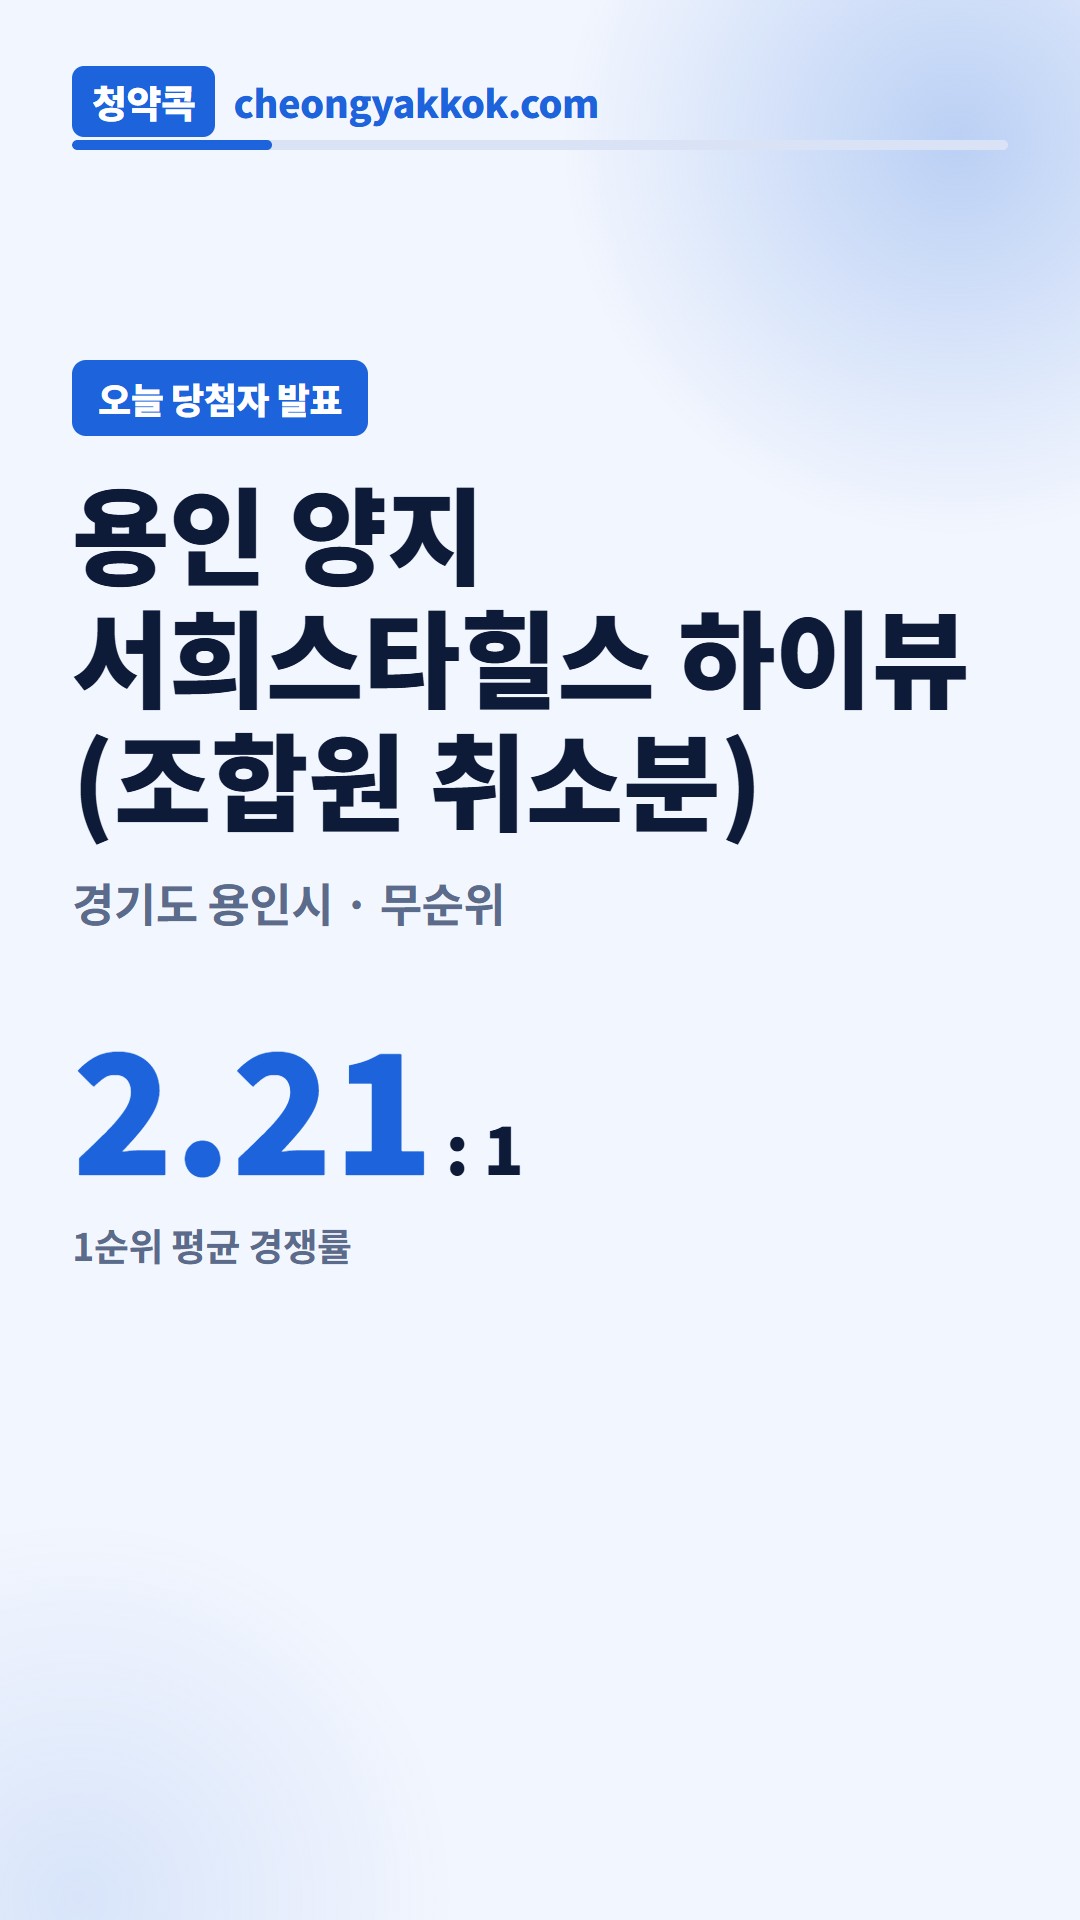 청약콕 cheongyakkok.com
오늘 당첨자 발표
용인 양지
서희스타힐스 하이뷰
(조합원 취소분)
경기도 용인시 · 무순위
2.21 : 1
1순위 평균 경쟁률